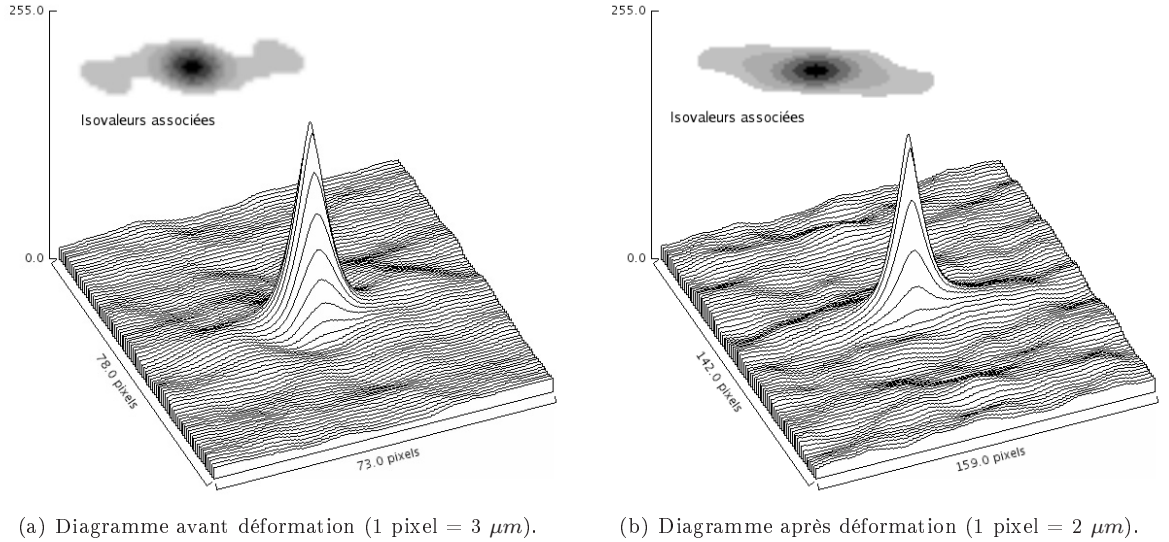 255.0
Isovaleurs associées
0.0
78.0 pixels
73.0 pixels
(a) Diagramme avant déformation (1 pixel = 3 μm).
255.0
Isovaleurs associées
0.0
142.0 pixels
159.0 pixels
(b) Diagramme après déformation (1 pixel = 2 μm).